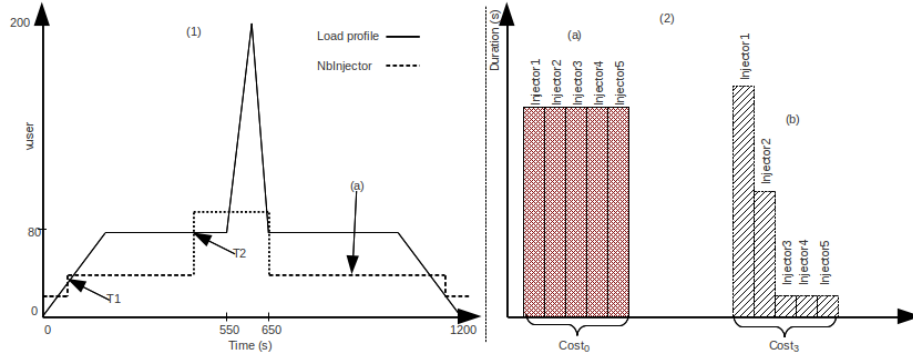 200
(1)
Load profile
NbInjector
vuser
(a)
80
T2
T1
0
0
550
650
1200
Time (s)
Duration (s)
(a)
(2)
Injector1
Injector2
Injector3
Injector4
Injector5
Injector1
Injector2
(b)
Injector3
Injector4
Injector5
Cost0
Cost3